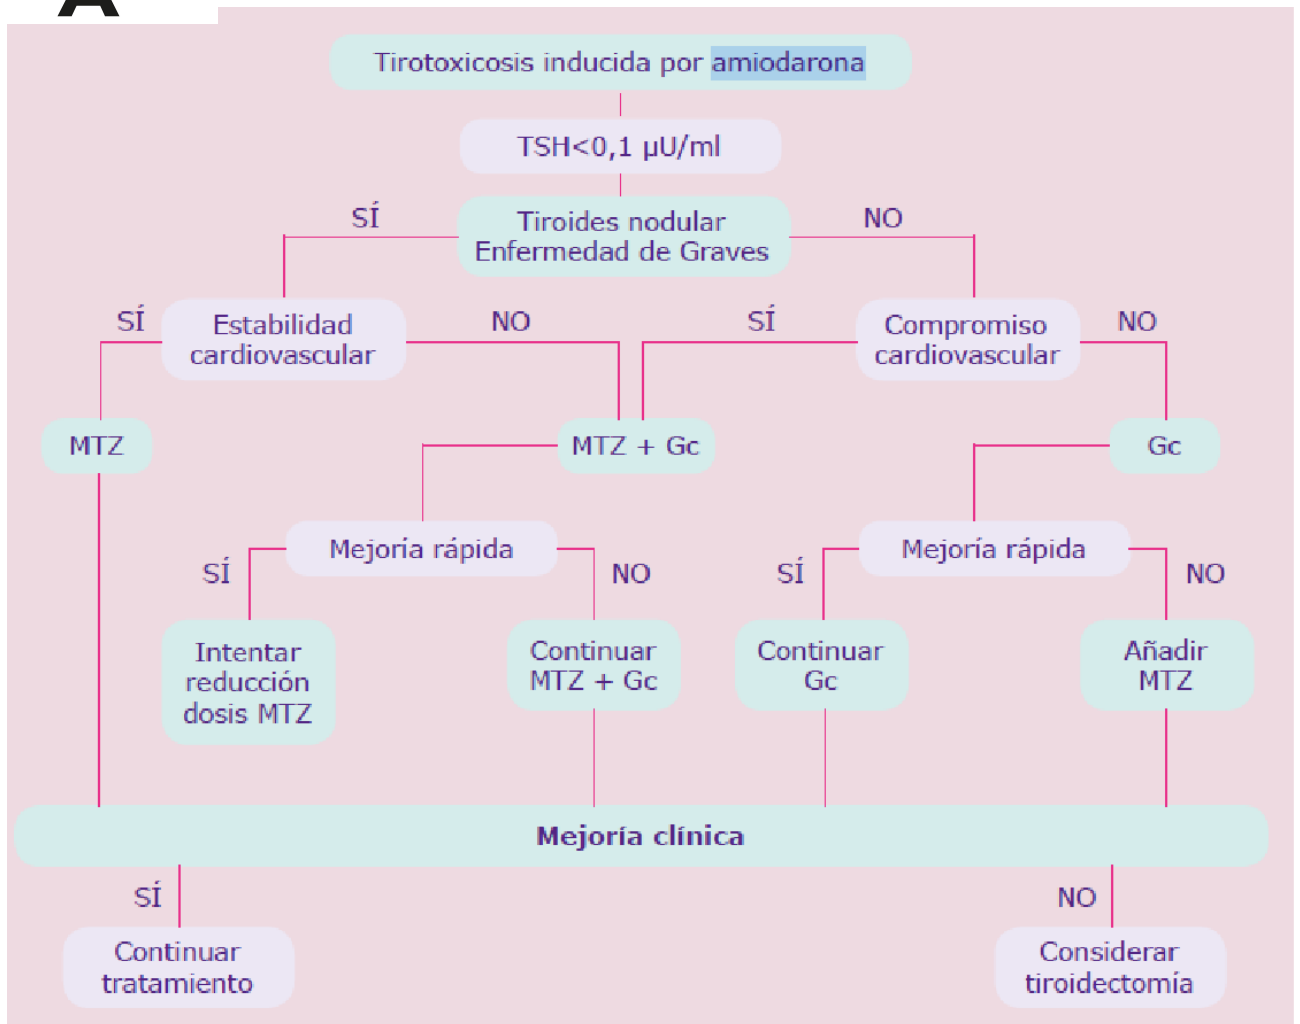 A
Tirotoxicosis inducida por amiodarona
TSH<0,1 µU/ml
SÍ
Tiroides nodular
Enfermedad de Graves
NO
SÍ
Estabilidad
cardiovascular
NO
SÍ
Compromiso
cardiovascular
NO
MTZ
MTZ + Gc
Gc
Mejoría rápida
SÍ
NO
Mejoría rápida
SÍ
NO
Intentar
reducción
dosis MTZ
Continuar
MTZ + Gc
Continuar
Gc
Añadir
MTZ
Mejoría clínica
SÍ
NO
Continuar
tratamiento
Considerar
tiroidectomía